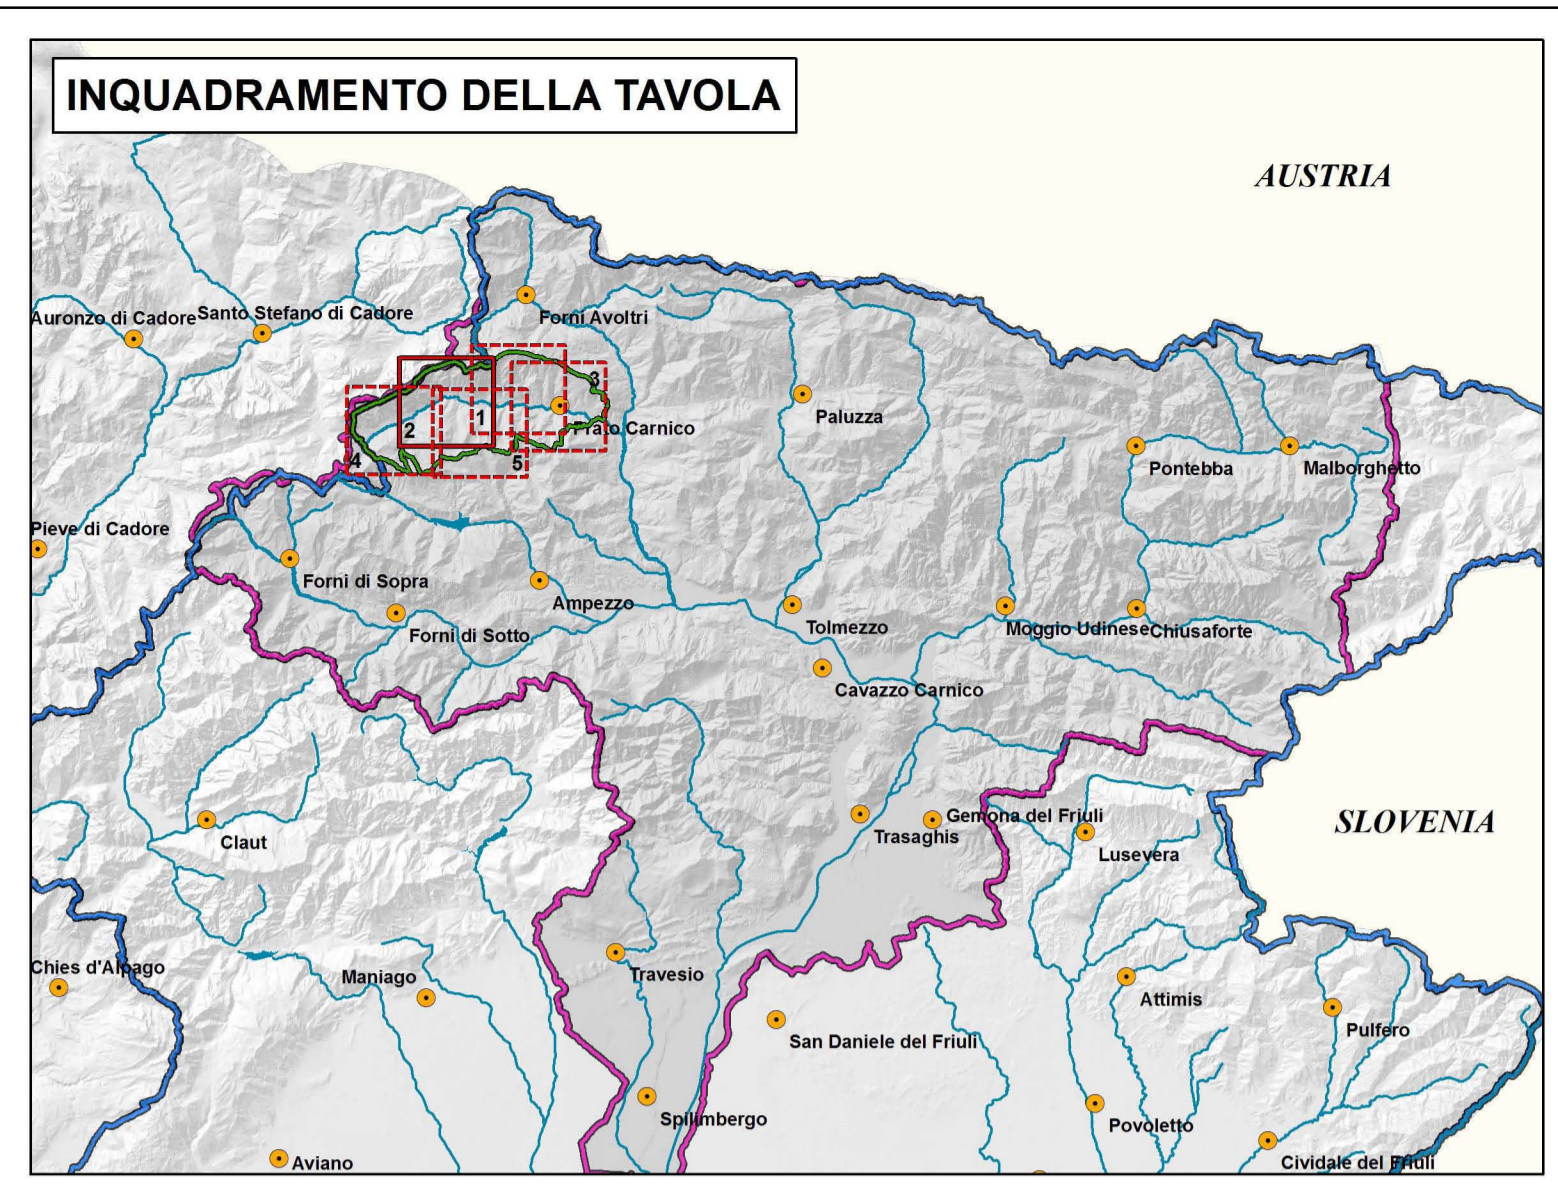 INQUADRAMENTO DELLA TAVOLA
AUSTRIA
Auronzo di Cadore
Santo Stefano di Cadore
Forni Avoltri
3
1
2
Prato Carnico
4
5
Paluzza
Pontebba
Malborghetto
Pieve di Cadore
Forni di Sopra
Ampezzo
Forni di Sotto
Tolmezzo
Moggio Udinese
Chiusaforte
Cavazzo Carnico
SLOVENIA
Gemona del Friuli
Trasaghis
Claut
Lusevera
Chies d'Alpago
Maniago
Travesio
Attimis
Pulfero
San Daniele del Friuli
Spilimbergo
Povoletto
Aviano
Cividale del Friuli